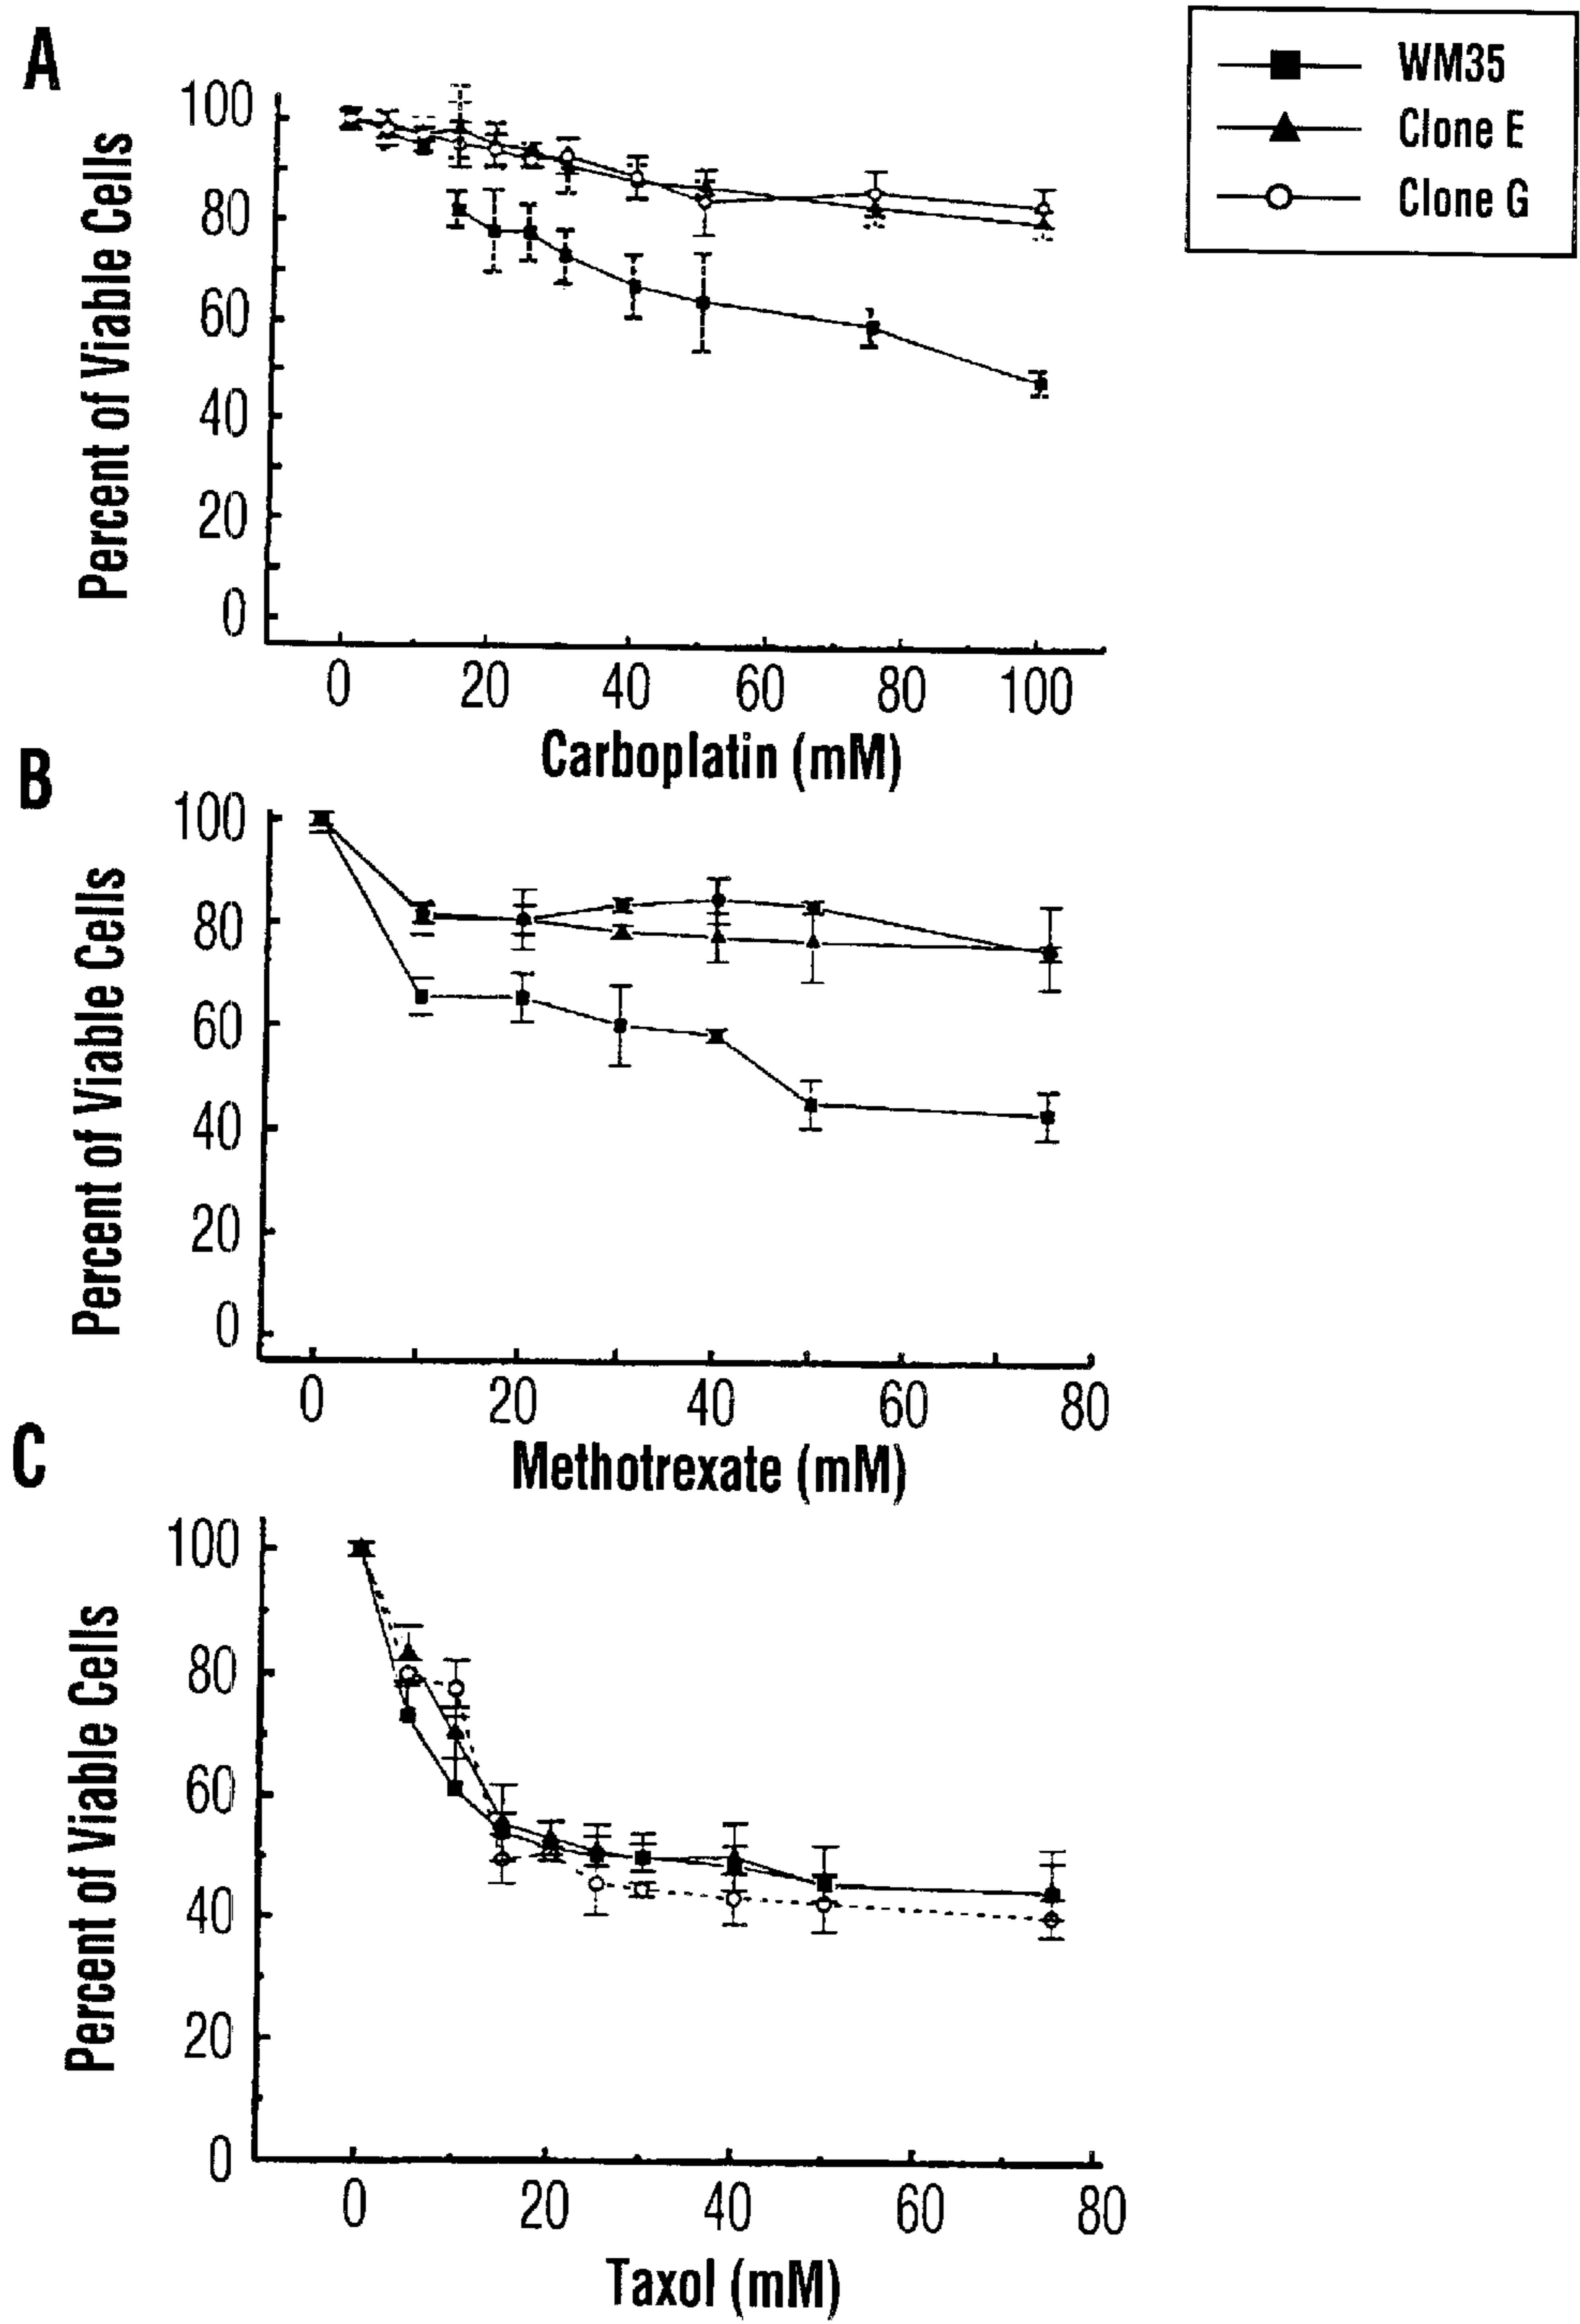 A
WM35
Clone E
Clone G
Percent of Viable Cells
100
80
60
40
20
0
0 20 40 60 80 100
Carboplatin (mM)
B
Percent of Viable Cells
100
80
60
40
20
0
0 20 40 60 80
Methotrexate (mM)
C
Percent of Viable Cells
100
80
60
40
20
0
0 20 40 60 80
Taxol (mM)